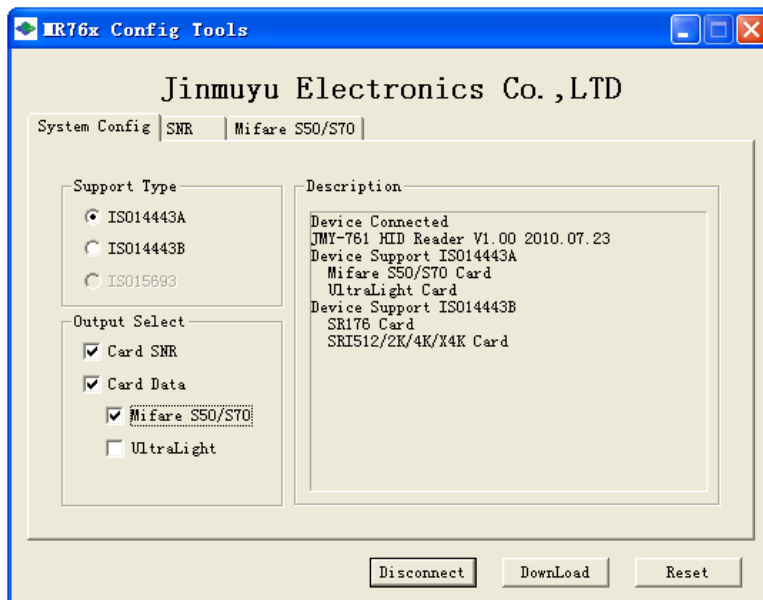 MR76x Config Tools
Jinmuyu Electronics Co.,LTD
System Config
SNR
Mifare S50/S70
Support Type
ISO14443A
ISO14443B
ISO15693
Output Select
Card SNR
Card Data
Mifare S50/S70
UltraLight
Description
Device Connected
JMY-761 HID Reader V1.00 2010.07.23
Device Support ISO14443A
Mifare S50/S70 Card
UltraLight Card
Device Support ISO14443B
SR176 Card
SRI512/2K/4K/X4K Card
Disconnect
DownLoad
Reset